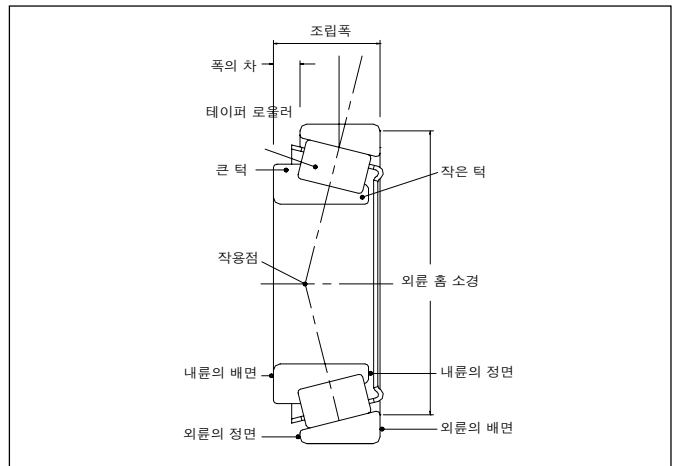 조립폭
폭의 차
테이퍼 로울러
큰 턱
작은 턱
작용점
외륜 홈 소경
내륜의 배면
내륜의 정면
외륜의 정면
외륜의 배면